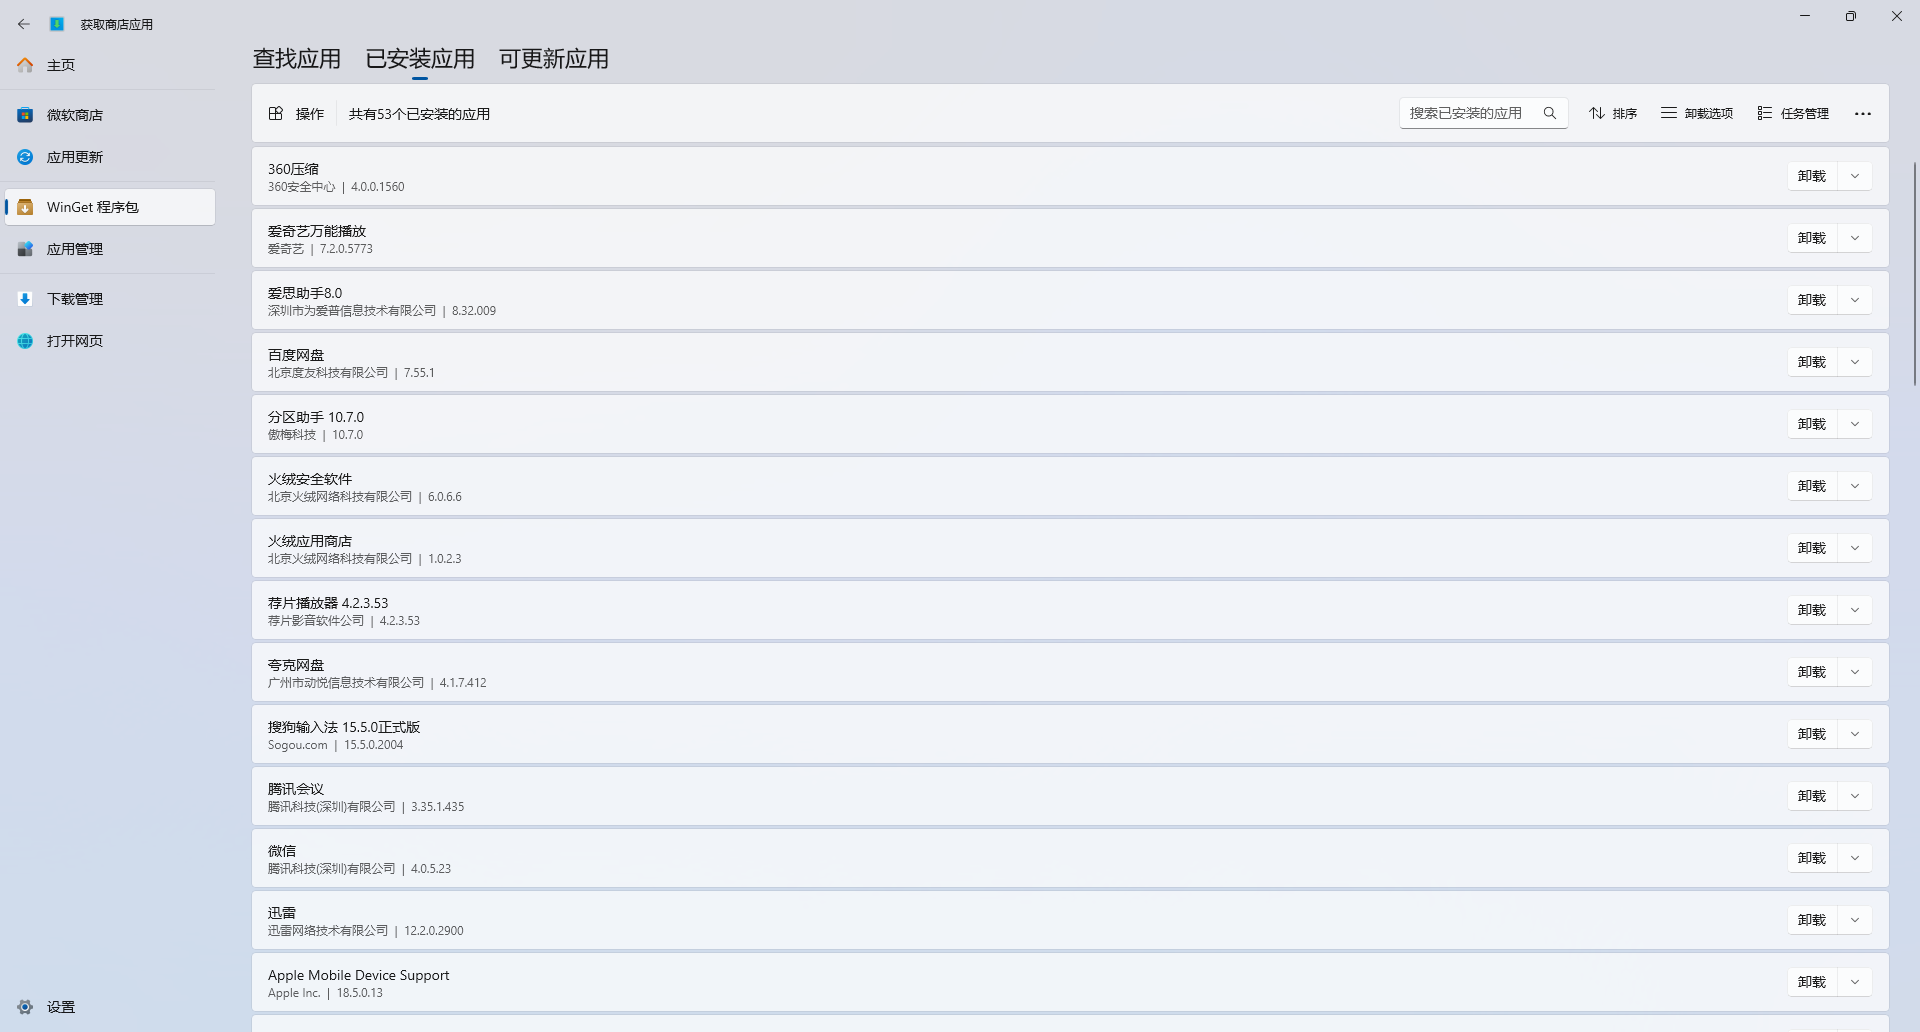 获取商店应用
主页
微软商店
应用更新
WinGet 程序包
应用管理
下载管理
打开网页
设置
查找应用 已安装应用 可更新应用
操作 共有53个已安装的应用 搜索已安装的应用 排序 卸载选项 任务管理
360压缩
360安全中心 | 4.0.0.1560
卸载
爱奇艺万能播放
爱奇艺 | 7.2.0.5773
卸载
爱思助手8.0
深圳市为爱普信息技术有限公司 | 8.32.009
卸载
百度网盘
北京度友科技有限公司 | 7.55.1
卸载
分区助手 10.7.0
傲梅科技 | 10.7.0
卸载
火绒安全软件
北京火绒网络科技有限公司 | 6.0.6.6
卸载
火绒应用商店
北京火绒网络科技有限公司 | 1.0.2.3
卸载
荐片播放器 4.2.3.53
荐片影音软件公司 | 4.2.3.53
卸载
夸克网盘
广州市动悦信息技术有限公司 | 4.1.7.412
卸载
搜狗输入法 15.5.0正式版
Sogou.com | 15.5.0.2004
卸载
腾讯会议
腾讯科技(深圳)有限公司 | 3.35.1.435
卸载
微信
腾讯科技(深圳)有限公司 | 4.0.5.23
卸载
迅雷
迅雷网络技术有限公司 | 12.2.0.2900
卸载
Apple Mobile Device Support
Apple Inc. | 18.5.0.13
卸载